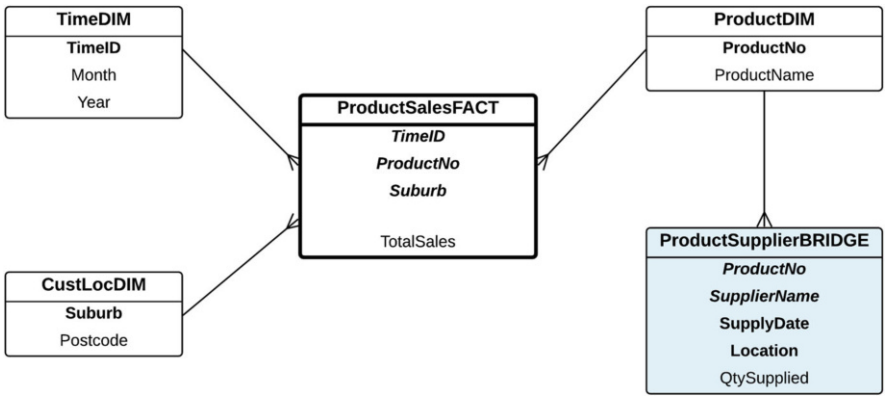 TimeDIM
TimeID
Month
Year
ProductSalesFACT
TimeID
ProductNo
Suburb
TotalSales
ProductDIM
ProductNo
ProductName
CustLocDIM
Suburb
Postcode
ProductSupplierBRIDGE
ProductNo
SupplierName
SupplyDate
Location
QtySupplied